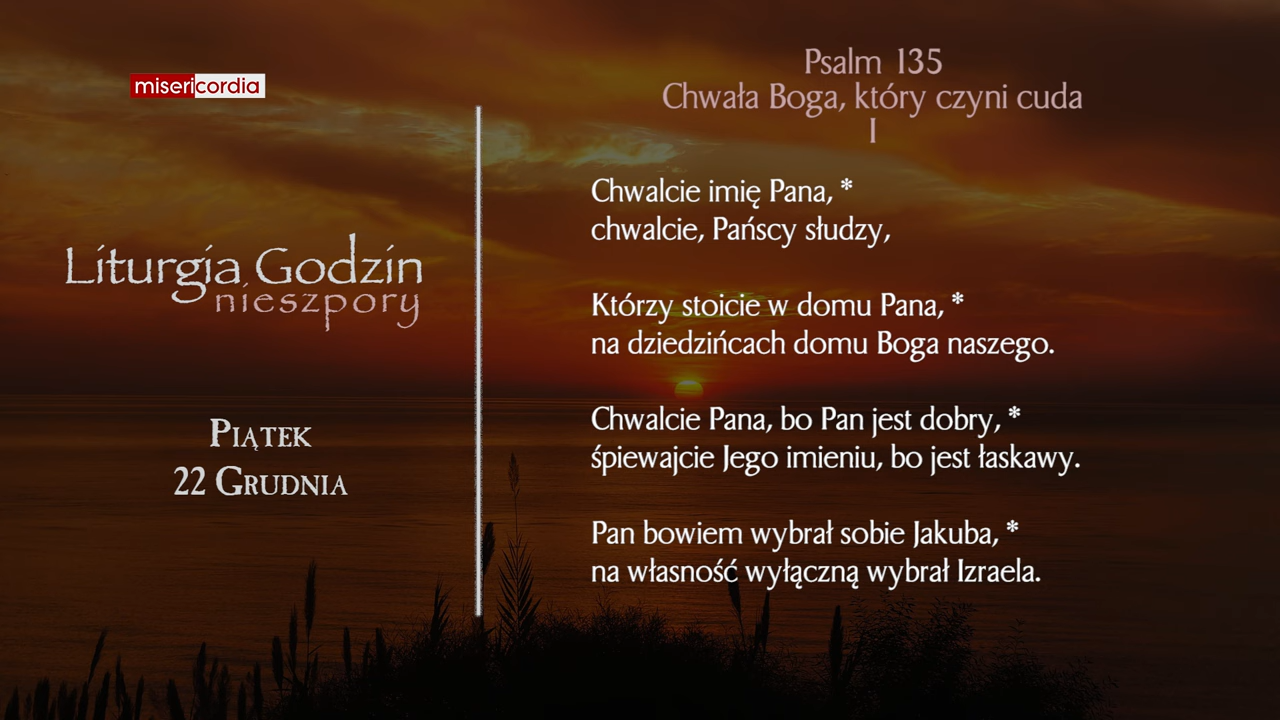 misericordia
Liturgia Godzin
nieszpory
Piątek
22 Grudnia
Psalm 135
Chwała Boga, który czyni cuda
I
Chwalcie imię Pana, *
chwalcie, Pańscy słudzy,
Którzy stoicie w domu Pana, *
na dziedzińcach domu Boga naszego.
Chwalcie Pana, bo Pan jest dobry, *
śpiewajcie Jego imieniu, bo jest łaskawy.
Pan bowiem wybrał sobie Jakuba, *
na własność wyłączną wybrał Izraela.